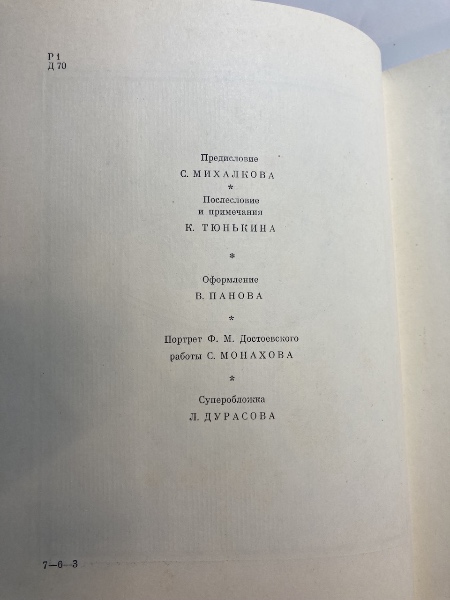 Р 1
Д 70
Предисловие
С. МИХАЛКОВА
*
Послесловие
и примечания
К. ТЮНЬКИНА
*
Оформление
В. ПАНОВА
*
Портрет Ф. М. Достоевского
работы С. МОНАХОВА
*
Суперобложка
Л. ДУРАСОВА
7—6—3